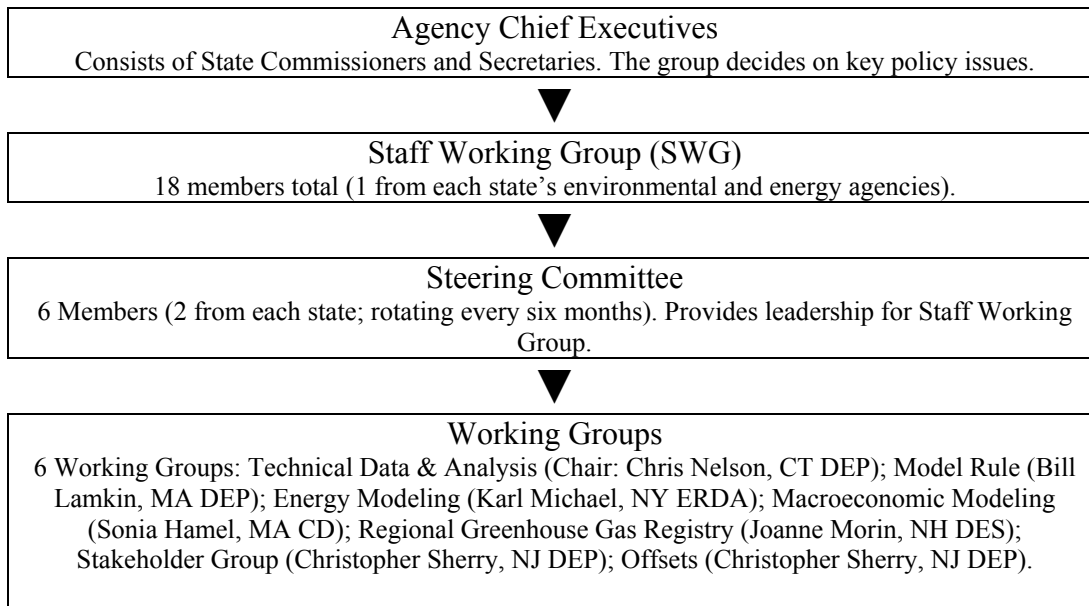 Agency Chief Executives
Consists of State Commissioners and Secretaries. The group decides on key policy issues.
Staff Working Group (SWG)
18 members total (1 from each state’s environmental and energy agencies).
Steering Committee
6 Members (2 from each state; rotating every six months). Provides leadership for Staff Working
Group.
Working Groups
6 Working Groups: Technical Data & Analysis (Chair: Chris Nelson, CT DEP); Model Rule (Bill
Lamkin, MA DEP); Energy Modeling (Karl Michael, NY ERDA); Macroeconomic Modeling
(Sonia Hamel, MA CD); Regional Greenhouse Gas Registry (Joanne Morin, NH DES);
Stakeholder Group (Christopher Sherry, NJ DEP); Offsets (Christopher Sherry, NJ DEP).